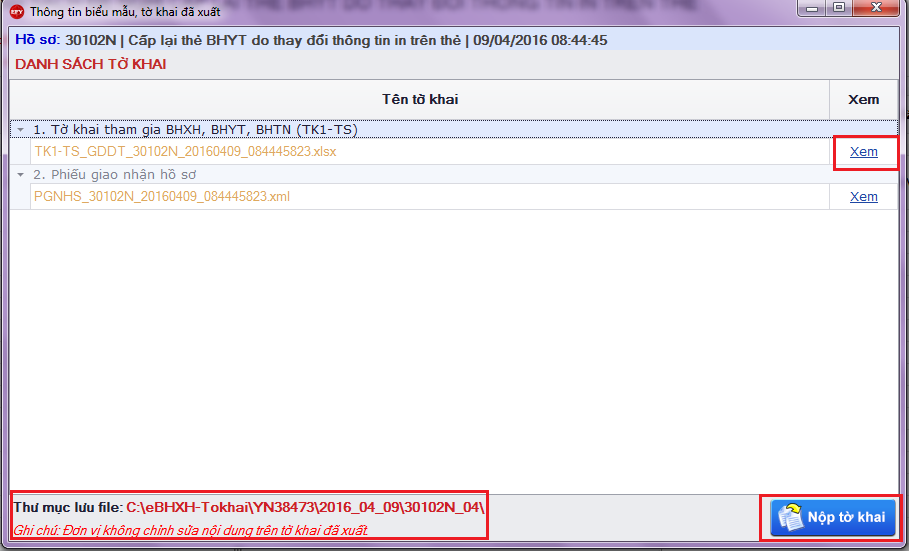 EFY Thông tin biểu mẫu, tờ khai đã xuất
Hồ sơ: 30102N | Cấp lại thẻ BHYT do thay đổi thông tin in trên thẻ | 09/04/2016 08:44:45
DANH SÁCH TỜ KHAI
Tên tờ khai Xem
1. Tờ khai tham gia BHXH, BHYT, BHTN (TK1-TS)
TK1-TS_GDDT_30102N_20160409_084445823.xlsx Xem
2. Phiếu giao nhận hồ sơ
PGNHS_30102N_20160409_084445823.xml Xem
Thư mục lưu file: C:\eBHXH-Tokhai\YN38473\2016_04_09\30102N_04\
Ghi chú: Đơn vị không chỉnh sửa nội dung trên tờ khai đã xuất
Nộp tờ khai